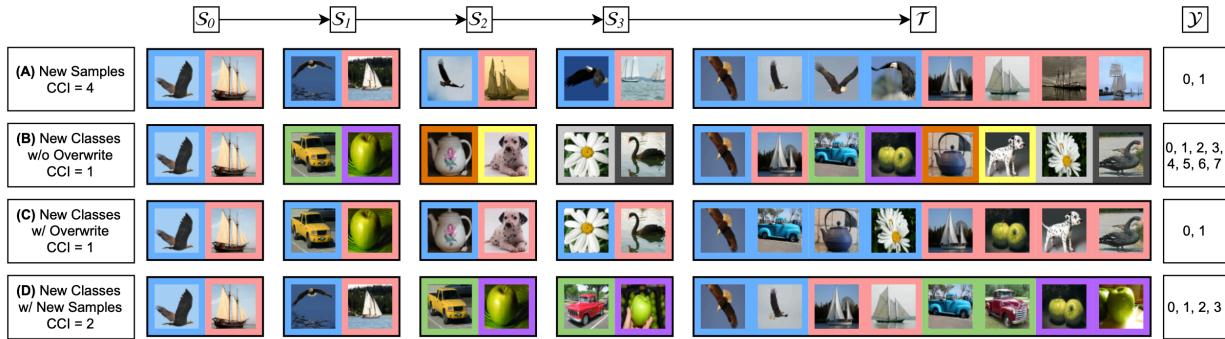 S₀ S₁ S₂ S₃ T Y
(A) New Samples
CCI = 4
0, 1
(B) New Classes
w/o Overwrite
CCI = 1
0, 1, 2, 3,
4, 5, 6, 7
(C) New Classes
w/ Overwrite
CCI = 1
0, 1
(D) New Classes
w/ New Samples
CCI = 2
0, 1, 2, 3